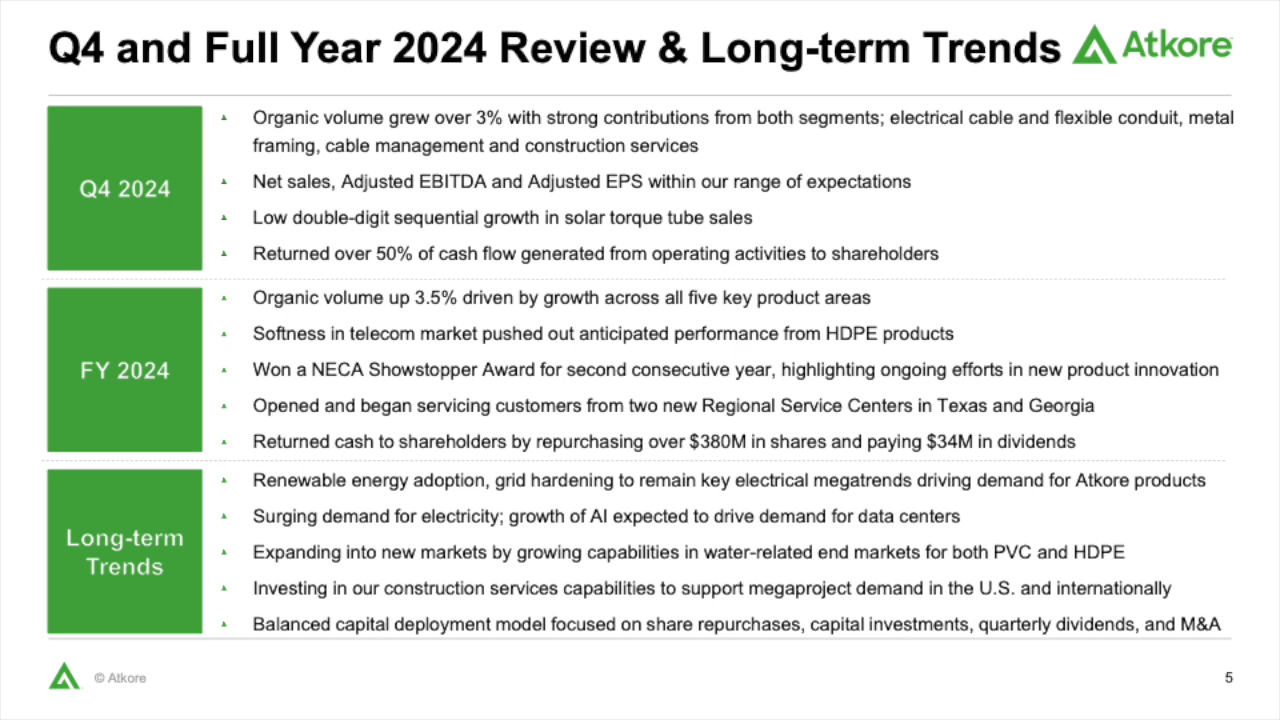 Q4 and Full Year 2024 Review & Long-term Trends
Atkore
Q4 2024
Organic volume grew over 3% with strong contributions from both segments; electrical cable and flexible conduit, metal
framing, cable management and construction services
Net sales, Adjusted EBITDA and Adjusted EPS within our range of expectations
Low double-digit sequential growth in solar torque tube sales
Returned over 50% of cash flow generated from operating activities to shareholders
FY 2024
Organic volume up 3.5% driven by growth across all five key product areas
Softness in telecom market pushed out anticipated performance from HDPE products
Won a NECA Showstopper Award for second consecutive year, highlighting ongoing efforts in new product innovation
Opened and began servicing customers from two new Regional Service Centers in Texas and Georgia
Returned cash to shareholders by repurchasing over $380M in shares and paying $34M in dividends
Long-term
Trends
Renewable energy adoption, grid hardening to remain key electrical megatrends driving demand for Atkore products
Surging demand for electricity; growth of AI expected to drive demand for data centers
Expanding into new markets by growing capabilities in water-related end markets for both PVC and HDPE
Investing in our construction services capabilities to support megaproject demand in the U.S. and internationally
Balanced capital deployment model focused on share repurchases, capital investments, quarterly dividends, and M&A
© Atkore
5